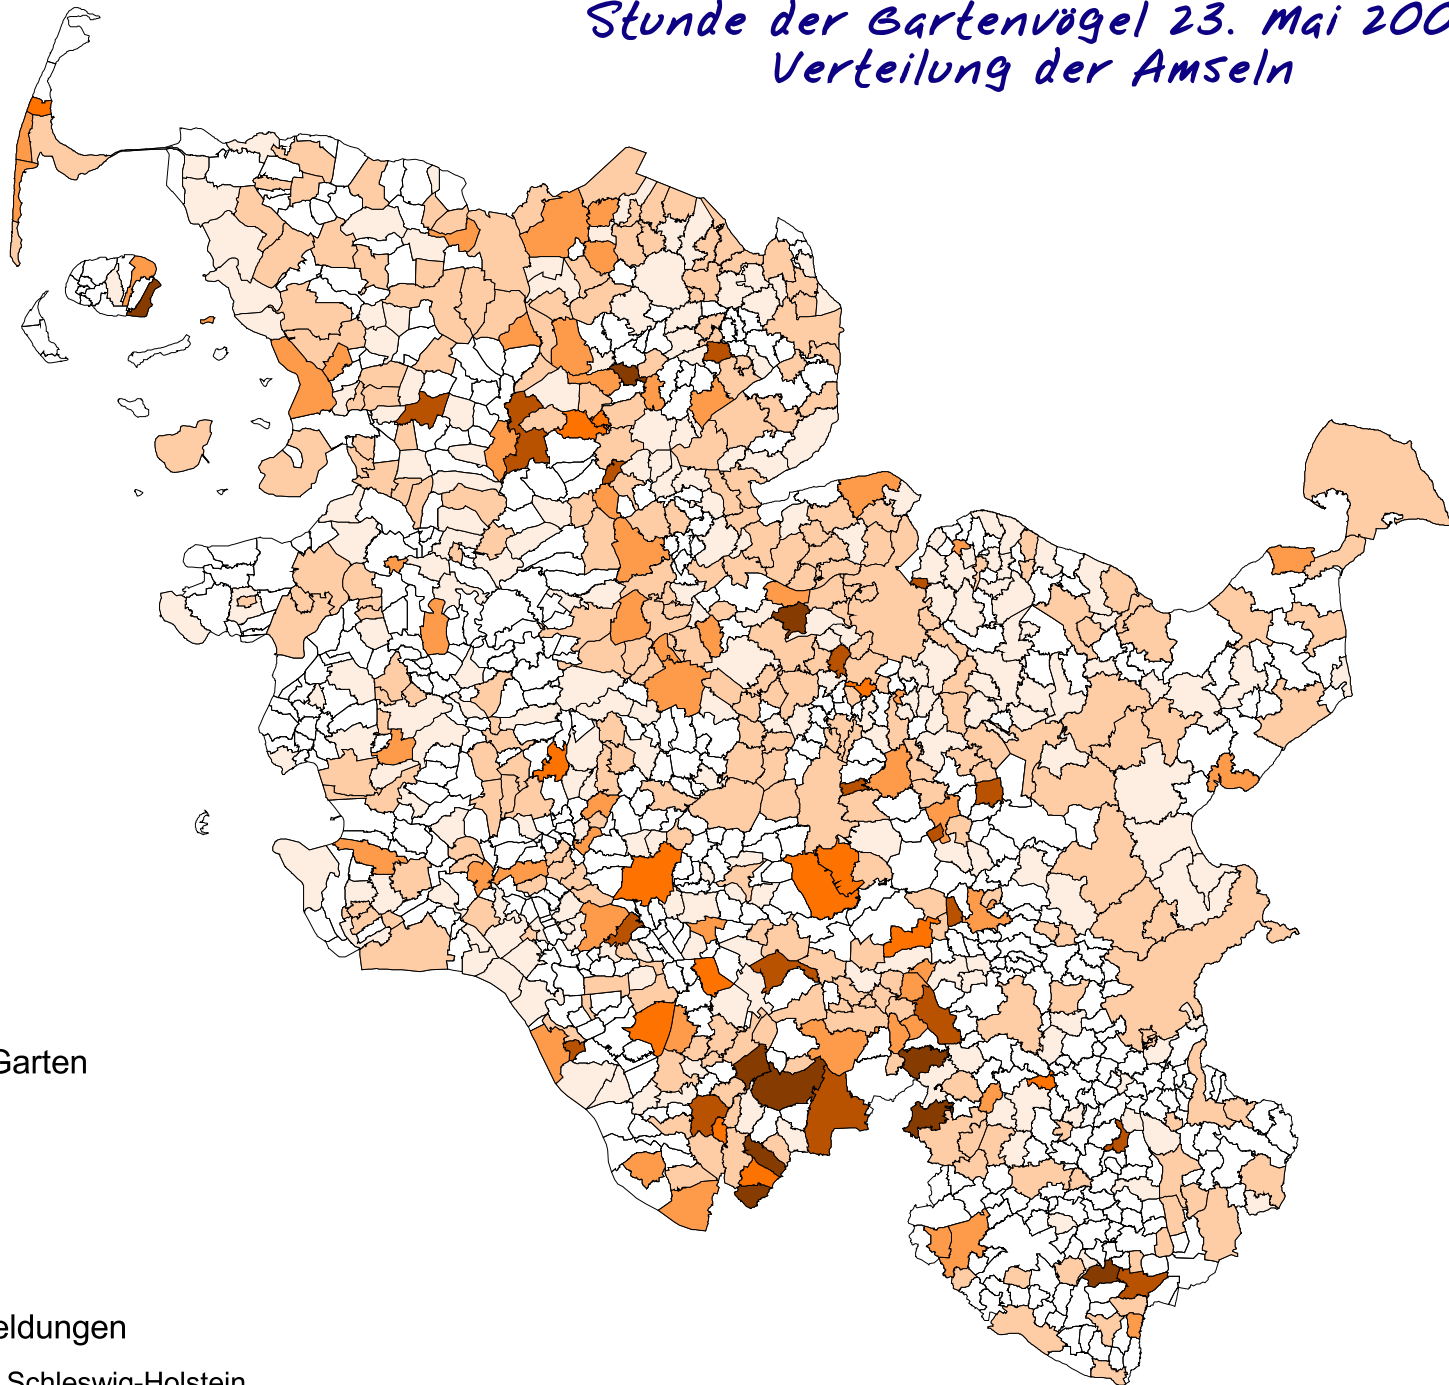 Stunde der Gartenvögel 23. Mai 200
Verteilung der Amseln
Garten
eldungen
Schleswig-Holstein